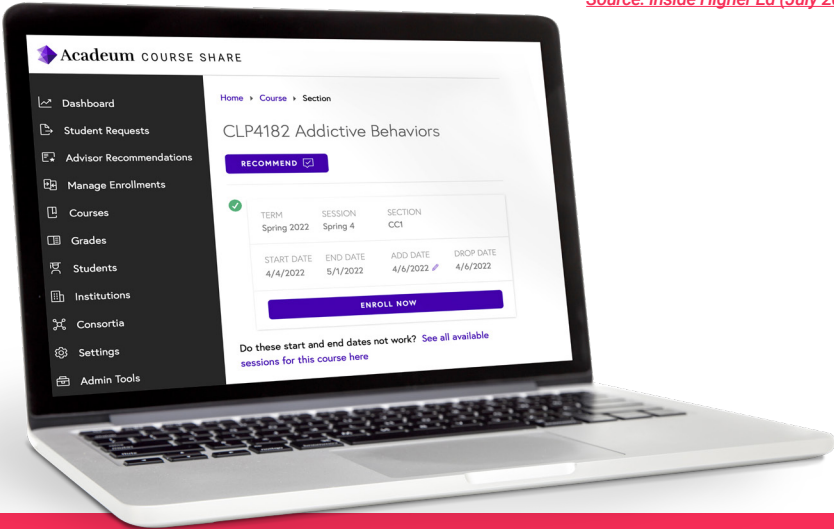 Source: Inside Higher Ed (July 20
Acadeum COURSE SHARE
Dashboard
Student Requests
Advisor Recommendations
Manage Enrollments
Courses
Grades
Students
Institutions
Consortia
Settings
Admin Tools
Home › Course › Section
CLP4182 Addictive Behaviors
RECOMMEND
TERM SESSION SECTION
Spring 2022 Spring 4 CC1
START DATE END DATE ADD DATE DROP DATE
4/4/2022 5/1/2022 4/6/2022 4/6/2022
ENROLL NOW
Do these start and end dates not work? See all available
sessions for this course here